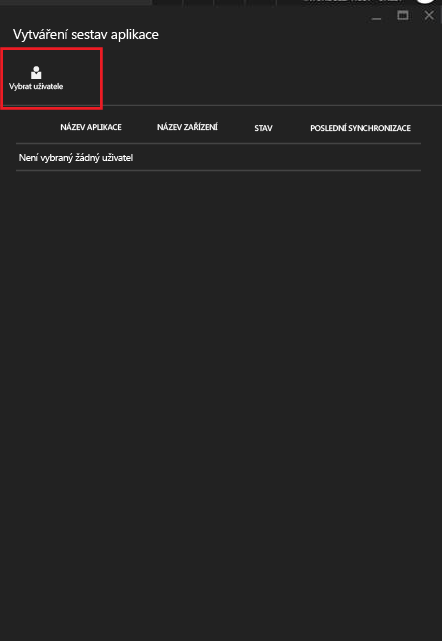 Vytváření sestav aplikace
Vybrat uživatele
NÁZEV APLIKACE NÁZEV ZAŘÍZENÍ STAV POSLEDNÍ SYNCHRONIZACE
Není vybraný žádný uživatel